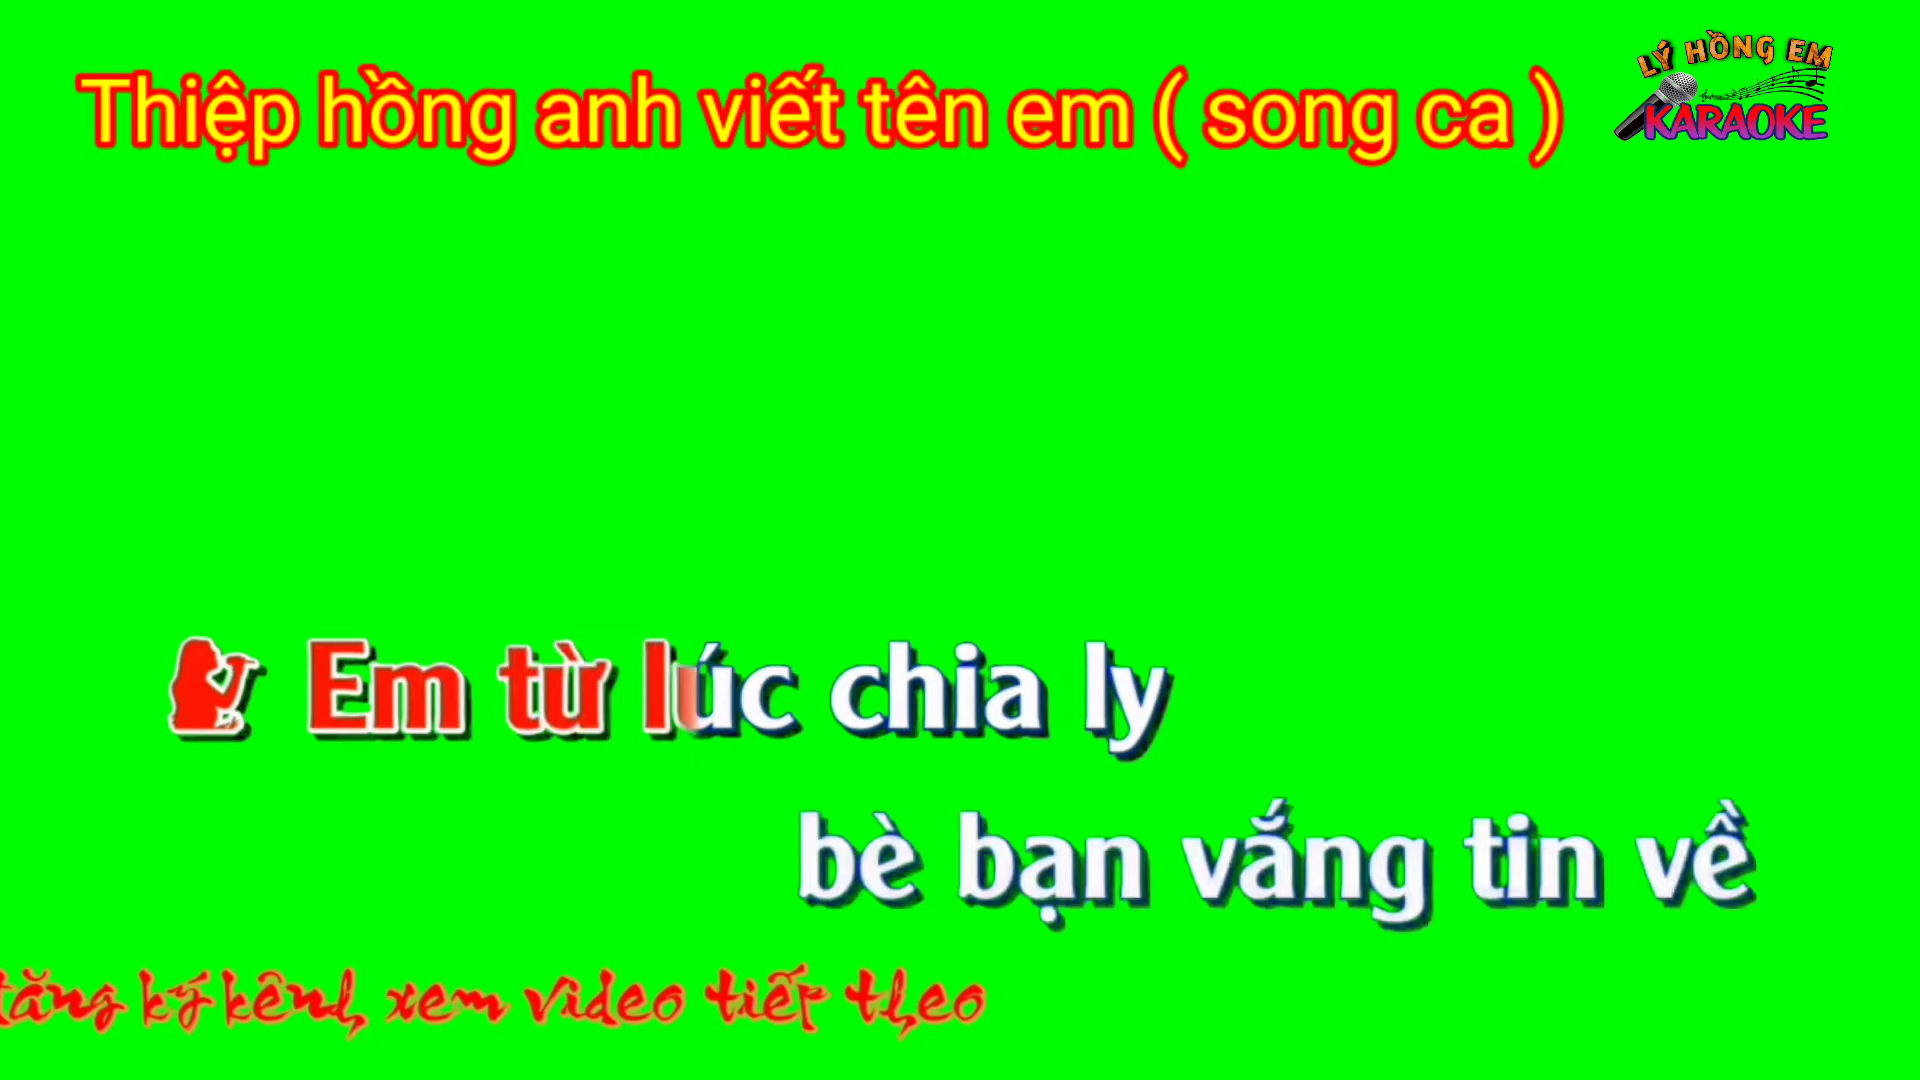 Thiệp hồng anh viết tên em ( song ca )
LÝ HỒNG EM
KARAOKE
Em từ lúc chia ly
bè bạn vắng tin về
đăng ký kênh xem video tiếp theo